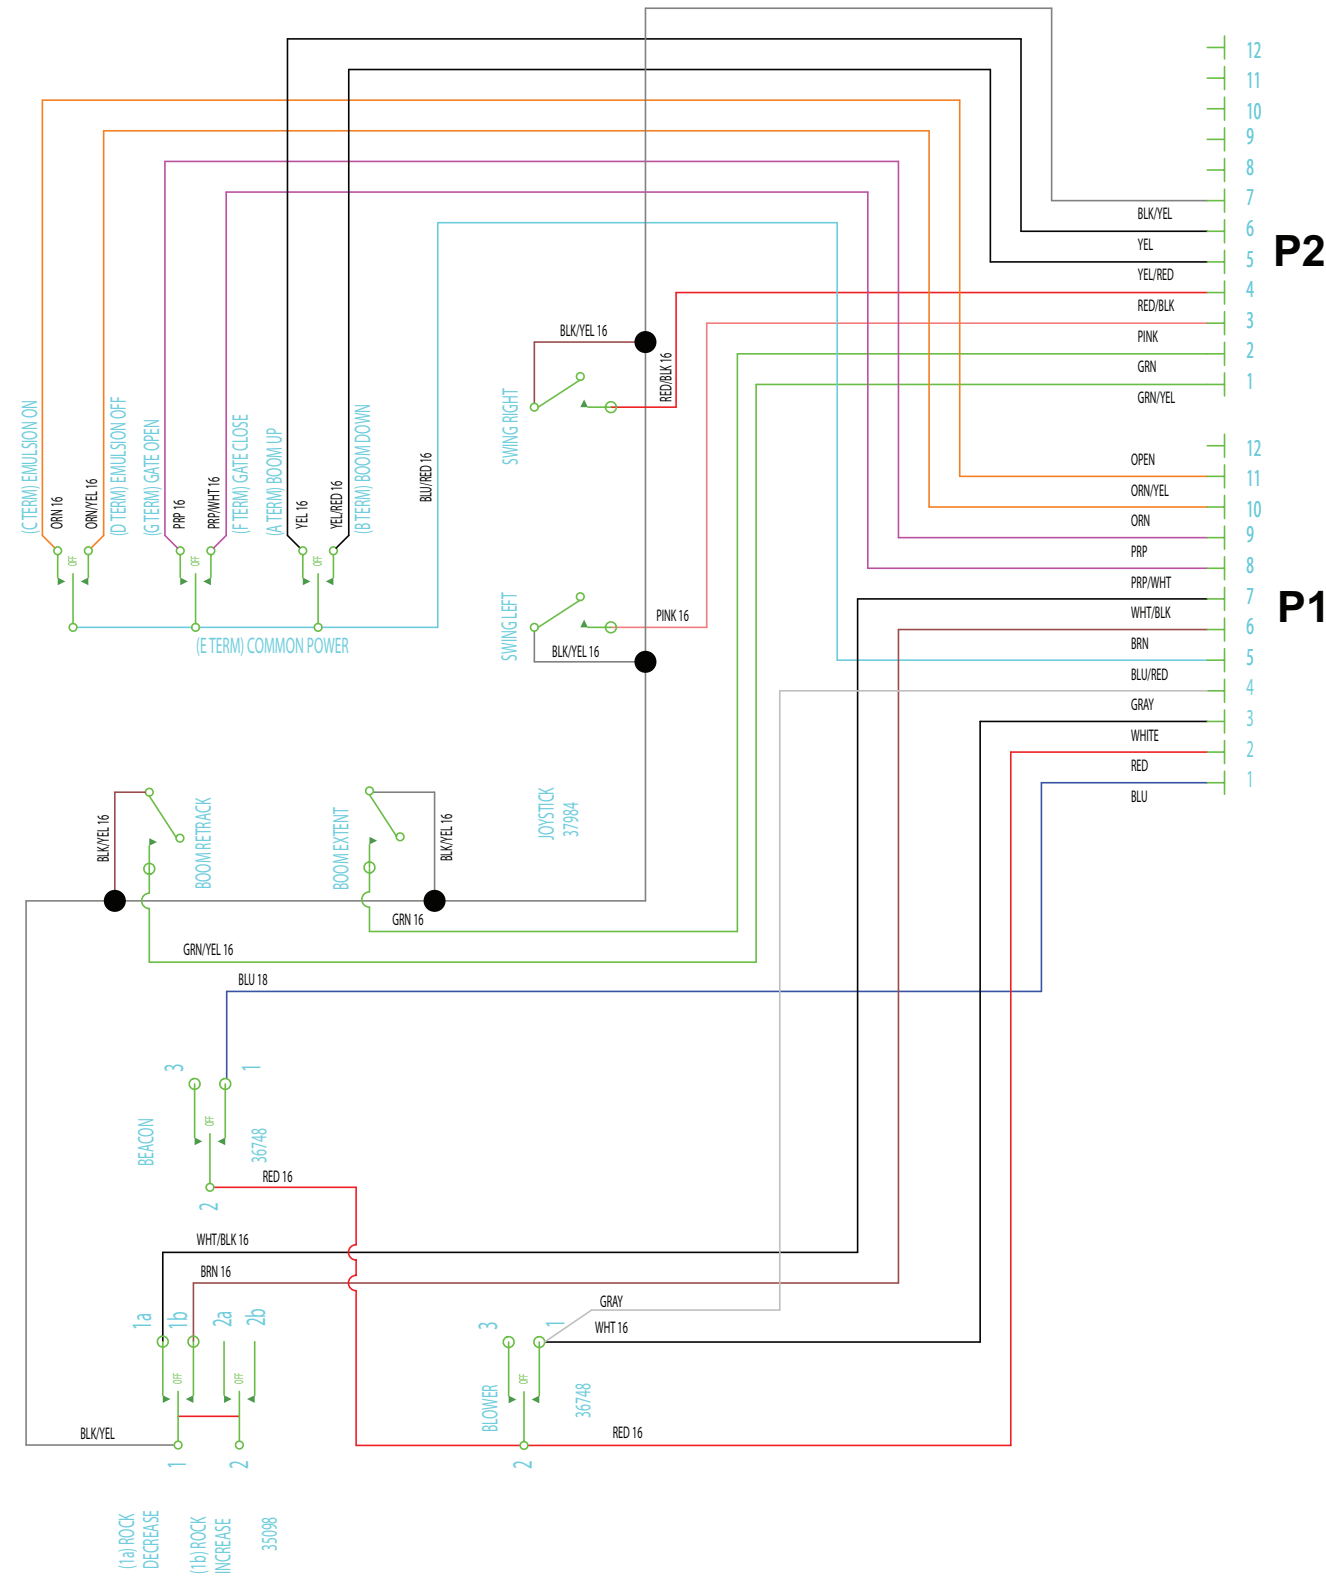 12
11
10
9
8
7
BLK/YEL
6
P2
YEL
5
YEL/RED
4
RED/BLK
3
PINK
2
GRN
1
GRN/YEL
12
OPEN
11
ORN/YEL
10
ORN
9
PRP
8
PRP/WHT
7
P1
WHT/BLK
6
BRN
5
BLU/RED
4
GRAY
3
WHITE
2
RED
1
BLU
(C TERM) EMULSION ON
ORN 16
ORN/YEL 16
(D TERM) EMULSION OFF
(G TERM) GATE OPEN
PRP 16
PRP/WHT 16
(F TERM) GATE CLOSE
(A TERM) BOOM UP
YEL 16
YEL/RED 16
(B TERM) BOOM DOWN
BLU/RED 16
OFF
OFF
OFF
(E TERM) COMMON POWER
BLK/YEL 16
SWING RIGHT
RED/BLK 16
SWING LEFT
PINK 16
BLK/YEL 16
BLK/YEL 16
BOOM RETRACK
BOOM EXTENT
BLK/YEL 16
JOYSTICK
37984
GRN 16
GRN/YEL 16
BLU 18
3
1
OFF
BEACON
36748
RED 16
2
WHT/BLK 16
BRN 16
1a
1b
2a
2b
OFF
OFF
BLK/YEL
1
2
(1a) ROCK
DECREASE
(1b) ROCK
INCREASE
35098
GRAY
WHT 16
3
1
OFF
BLOWER
36748
RED 16
2